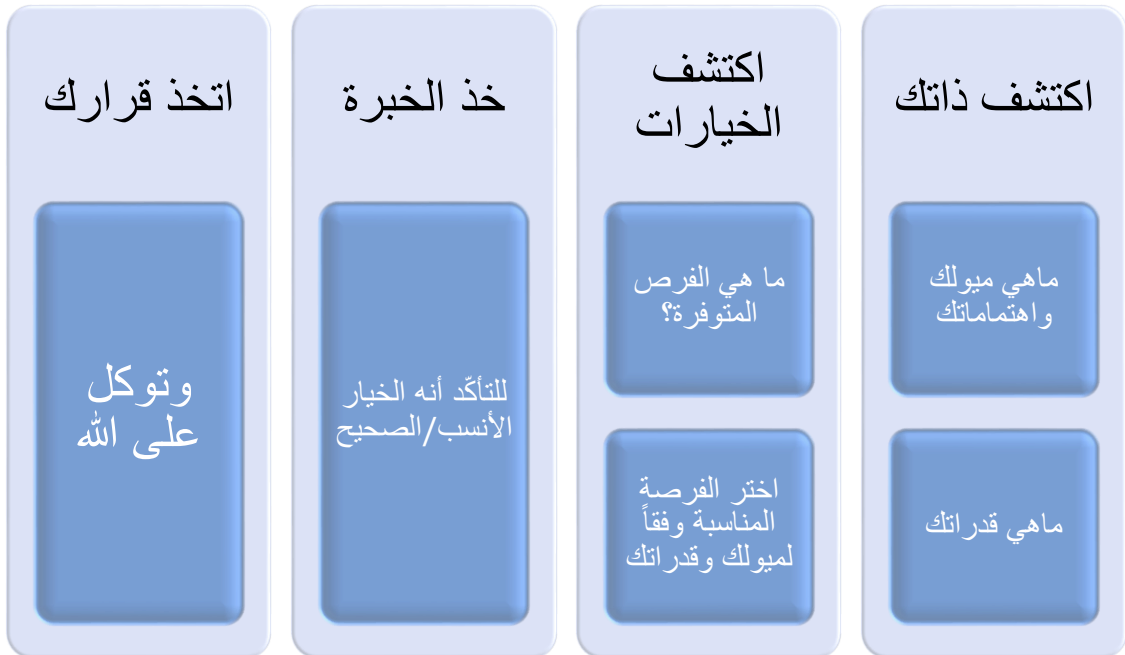 اكتشف ذاتك
ماهي ميولك
واهتماماتك
ماهي قدراتك
اكتشف
الخيارات
ما هي الفرص
المتوفرة؟
اختر الفرصة
المناسبة وفقاً
لميولك وقدراتك
خذ الخبرة
للتأكّد أنه الخيار
الأنسب/الصحيح
اتخذ قرارك
وتوكل
على الله